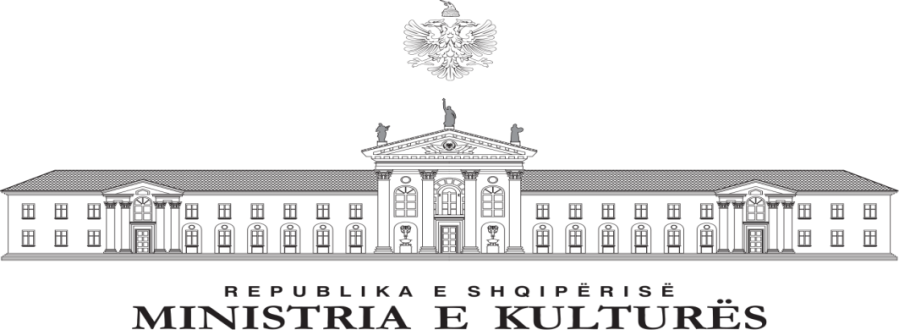 REPUBLIKA E SHQIPËRISË
MINISTRIA E KULTURËS